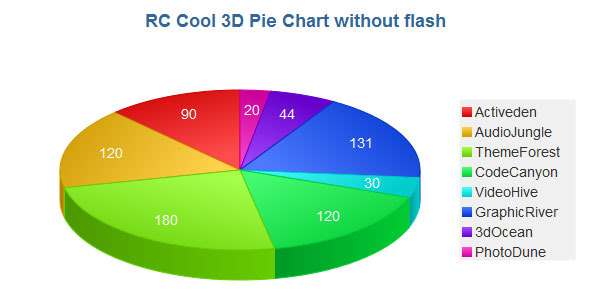 RC Cool 3D Pie Chart without flash
20
90
44
131
120
30
180
120
Activeden
AudioJungle
ThemeForest
CodeCanyon
VideoHive
GraphicRiver
3dOcean
PhotoDune